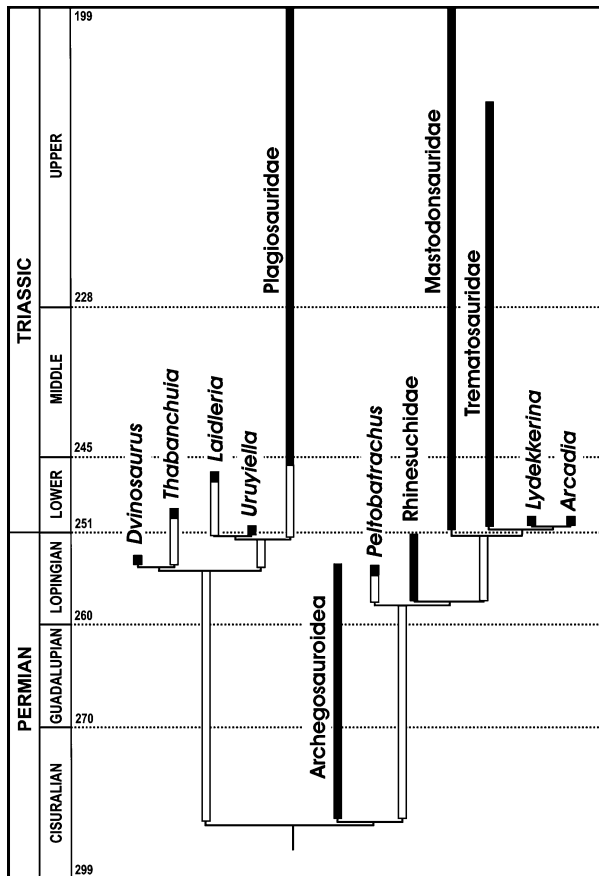 199
TRIASSIC
UPPER
Plagiosauridae
Mastodonsauridae
Trematosauridae
228
MIDDLE
Dvinosaurus
Thabanchuia
Laidleria
Uruyiella
Peltobatrachus
Rhinesuchidae
Lydekkerina
Arcadia
245
LOWER
251
PERMIAN
LOPINGIAN
260
GUADALUPIAN
270
Archegosauroidea
CISURALIAN
299